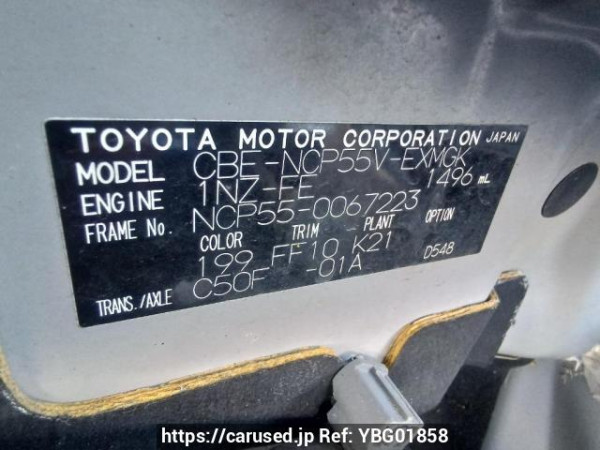 TOYOTA MOTOR CORPORATION JAPAN
MODEL CBE-NCP55V-EXMGK
ENGINE 1NZ-FE 1496 mL
FRAME No. NCP55-0067223
COLOR TRIM PLANT OPTION
199 FF10 K21 D548
TRANS./AXLE C50F -01A
https://carused.jp Ref: YBG01858